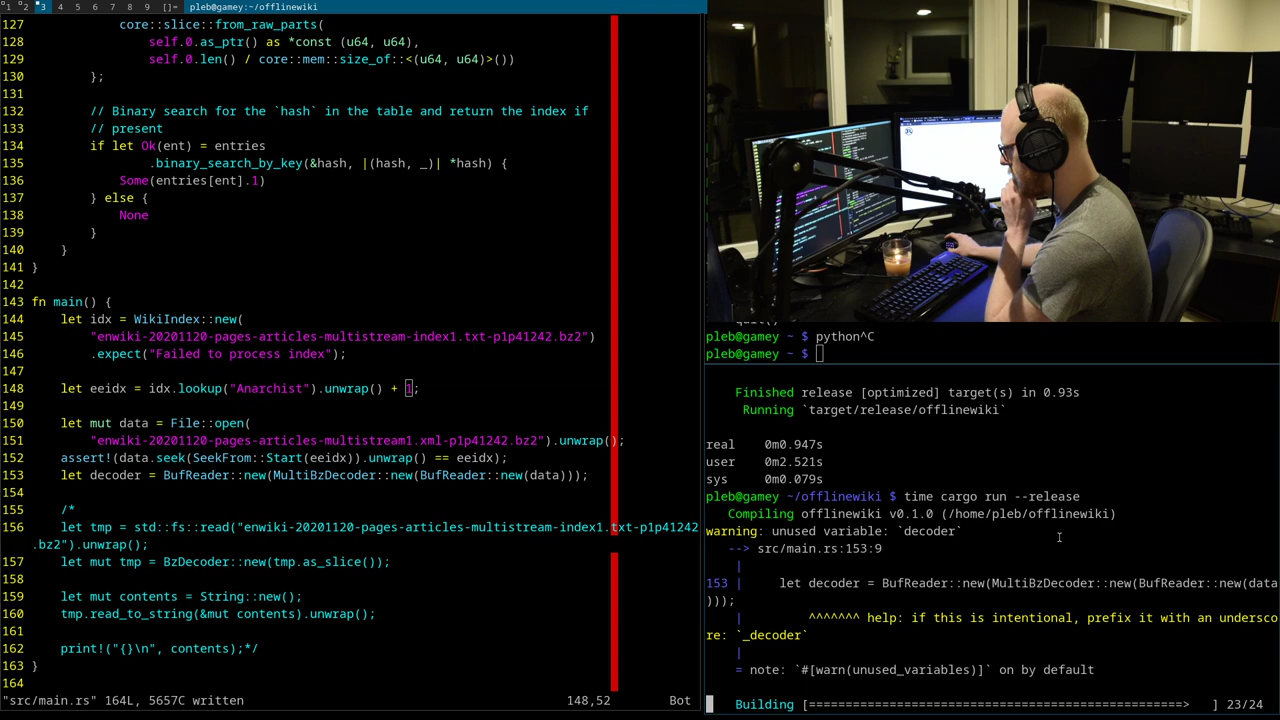 1 2 3 4 5 6 7 8 9 []= pleb@gamey:~/offlinewiki
127 core::slice::from_raw_parts(
128 self.0.as_ptr() as *const (u64, u64),
129 self.0.len() / core::mem::size_of::<(u64, u64)>())
130 };
131
132 // Binary search for the `hash` in the table and return the index if
133 // present
134 if let Ok(ent) = entries
135 .binary_search_by_key(&hash, |(hash, _)| *hash) {
136 Some(entries[ent].1)
137 } else {
138 None
139 }
140 }
141 }
142
143 fn main() {
144 let idx = WikiIndex::new(
145 "enwiki-20201120-pages-articles-multistream-index1.txt-p1p41242.bz2")
146 .expect("Failed to process index");
147
148 let eeidx = idx.lookup("Anarchist").unwrap() + 1;
149
150 let mut data = File::open(
151 "enwiki-20201120-pages-articles-multistream1.xml-p1p41242.bz2").unwrap();
152 assert!(data.seek(SeekFrom::Start(eeidx)).unwrap() == eeidx);
153 let decoder = BufReader::new(MultiBzDecoder::new(BufReader::new(data)));
154
155 /*
156 let tmp = std::fs::read("enwiki-20201120-pages-articles-multistream-index1.txt-p1p41242
.bz2").unwrap();
157 let mut tmp = BzDecoder::new(tmp.as_slice());
158
159 let mut contents = String::new();
160 tmp.read_to_string(&mut contents).unwrap();
161
162 print!("{}\n", contents);*/
163 }
164
"src/main.rs" 164L, 5657C written 148,52 Bot
pleb@gamey ~ $ python^C
pleb@gamey ~ $
Finished release [optimized] target(s) in 0.93s
Running `target/release/offlinewiki`
real 0m0.947s
user 0m2.521s
sys 0m0.079s
pleb@gamey ~/offlinewiki $ time cargo run --release
Compiling offlinewiki v0.1.0 (/home/pleb/offlinewiki)
warning: unused variable: `decoder`
--> src/main.rs:153:9
|
153 | let decoder = BufReader::new(MultiBzDecoder::new(BufReader::new(data
)));
| ^^^^^^^ help: if this is intentional, prefix it with an undersco
re: `_decoder`
|
= note: `#[warn(unused_variables)]` on by default
Building [====================================================> ] 23/24